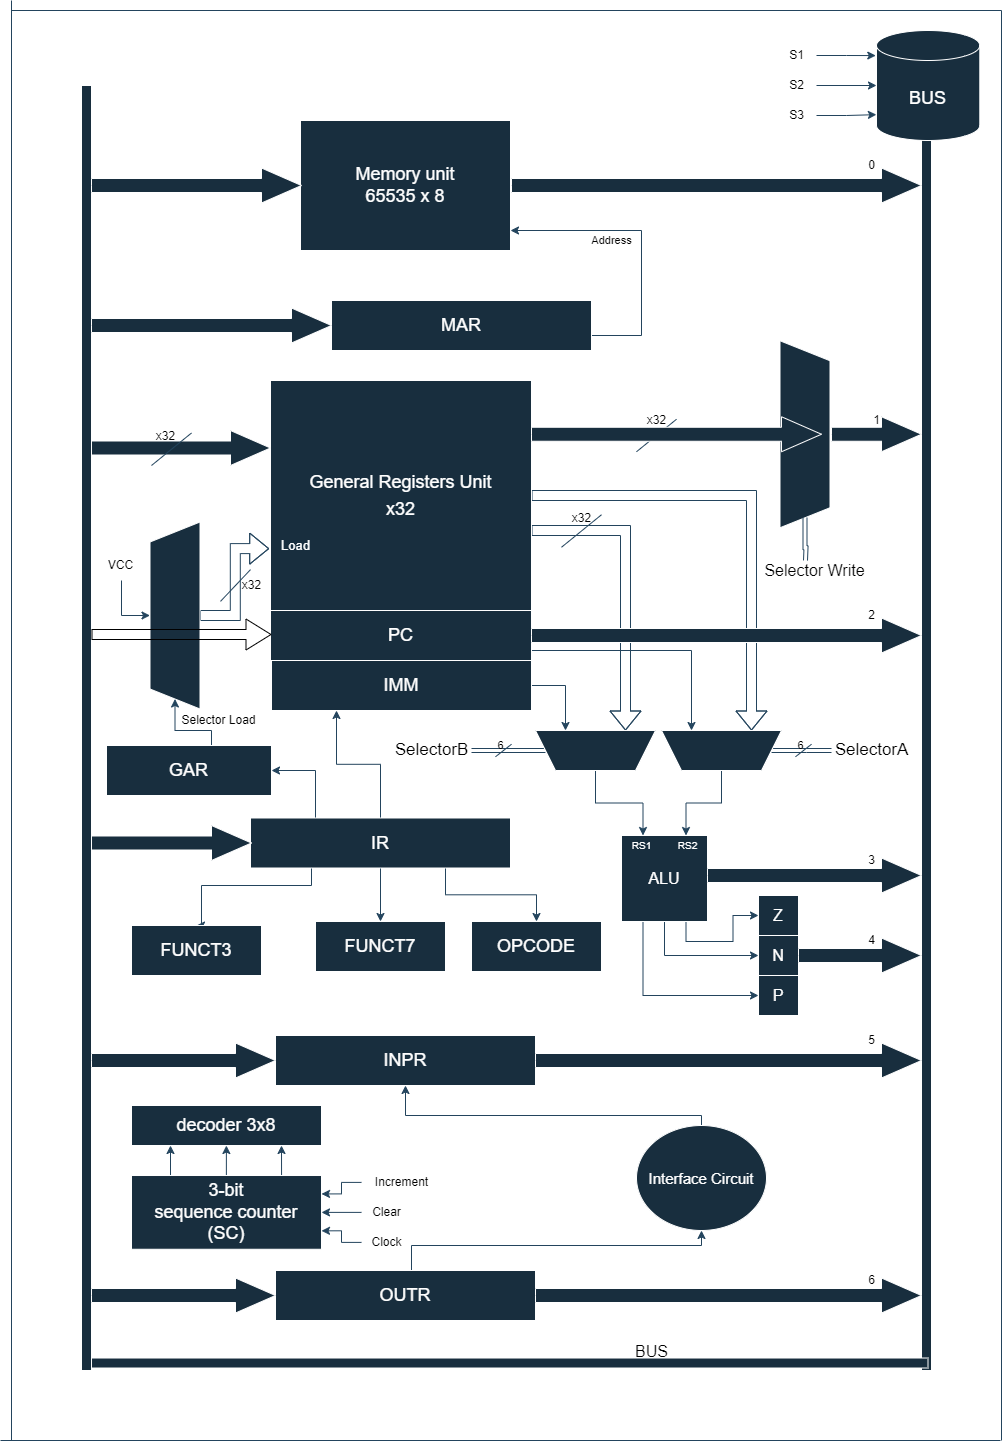 S1
S2
S3
BUS
0
Memory unit
65535 x 8
Address
MAR
x32
x32
1
General Registers Unit
x32
x32
Load
VCC
x32
Selector Write
2
PC
IMM
Selector Load
SelectorB
6
6
SelectorA
GAR
IR
RS1
RS2
3
ALU
Z
4
FUNCT3
FUNCT7
OPCODE
N
P
5
INPR
decoder 3x8
Interface Circuit
Increment
3-bit
sequence counter
(SC)
Clear
Clock
6
OUTR
BUS